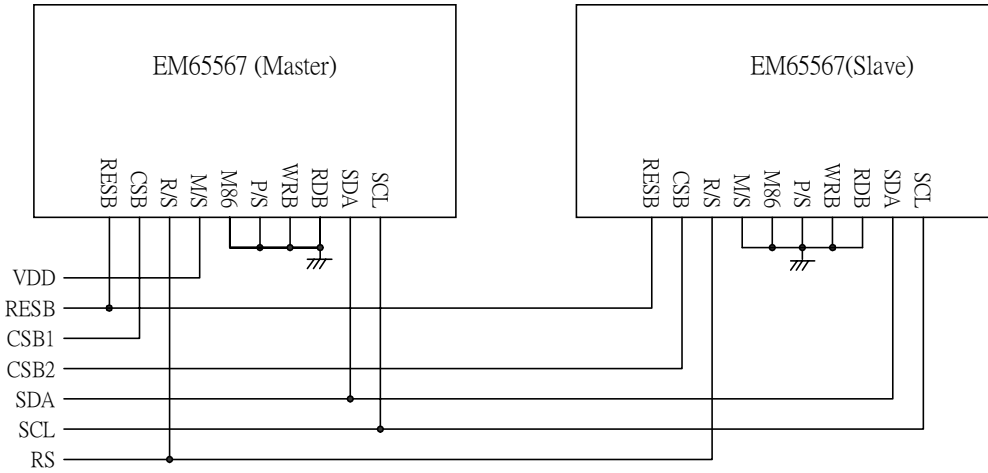 EM65567 (Master)
EM65567(Slave)
RESB
CSB
R/S
M/S
M86
P/S
WRB
RDB
SDA
SCL
RESB
CSB
R/S
M/S
M86
P/S
WRB
RDB
SDA
SCL
VDD
RESB
CSB1
CSB2
SDA
SCL
RS